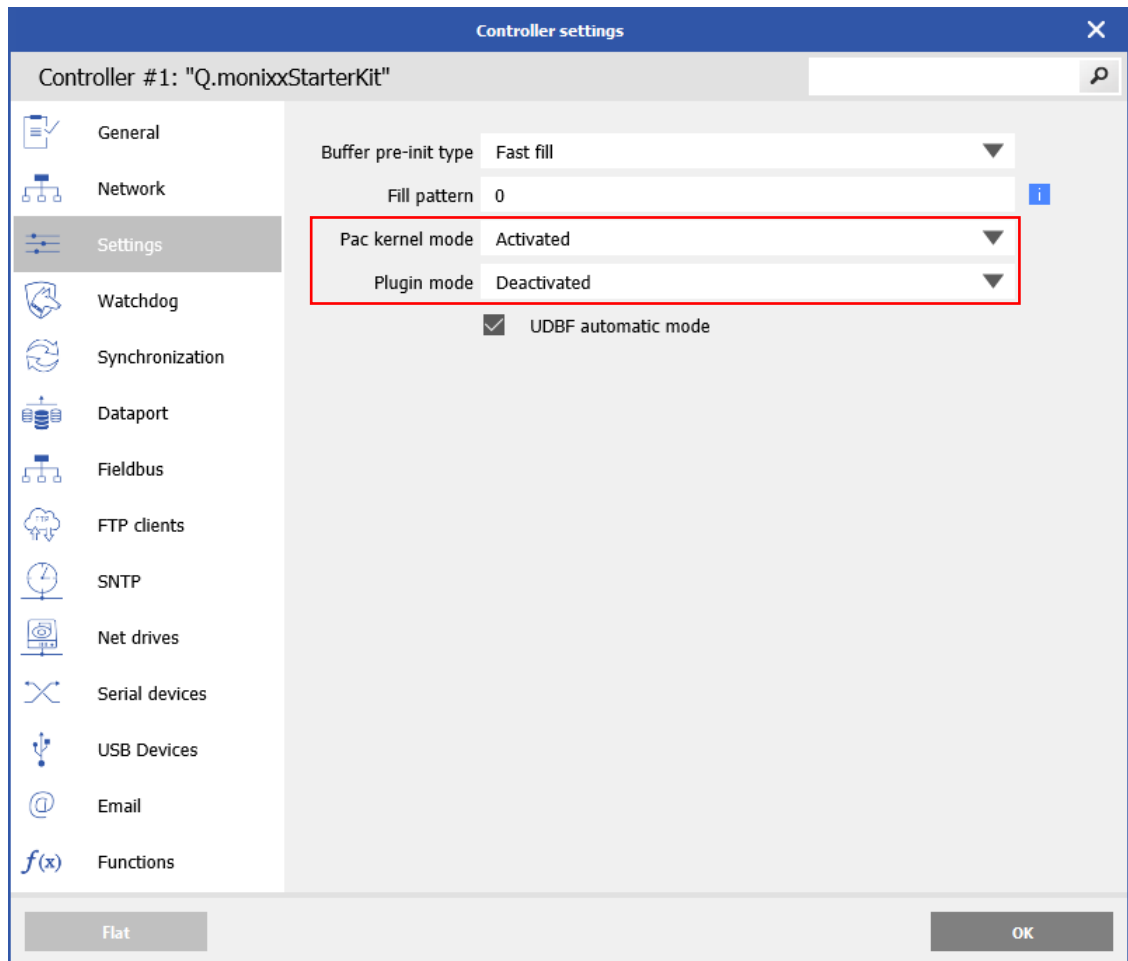 Controller settings
Controller #1: "Q.monixxStarterKit"
General
Network
Settings
Watchdog
Synchronization
Dataport
Fieldbus
FTP clients
SNTP
Net drives
Serial devices
USB Devices
Email
f(x) Functions
Buffer pre-init type Fast fill
Fill pattern 0 i
Pac kernel mode Activated
Plugin mode Deactivated
UDBF automatic mode
Flat
OK